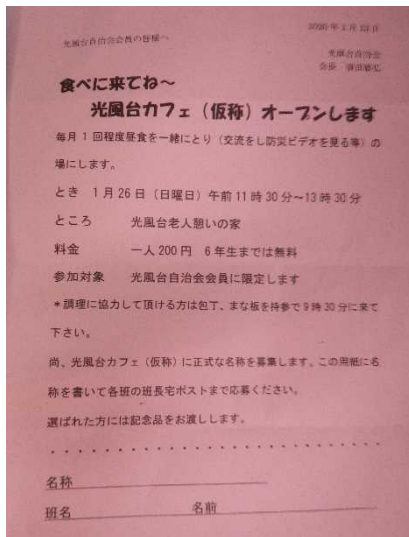 2020年1月
光風台自治会会員の皆様へ
光風台自治会
会長
食べに来てね～
光風台カフェ（仮称）オープンします
毎月1回程度昼食を一緒にとり（交流をし防災ビデオを見る等）の
場にします。
とき 1月26日（日曜日）午前11時30分～13時30分
ところ 光風台老人憩いの家
料金 一人200円 6年生までは無料
参加対象 光風台自治会会員に限定します
＊調理に協力して頂ける方は包丁、まな板を持参で9時30分に来て
下さい。
尚、光風台カフェ（仮称）に正式な名称を募集します。この用紙に名
称を書いて各班の班長宅ポストまで応募ください。
選ばれた方には記念品をお渡しします。
名称
班名 名前